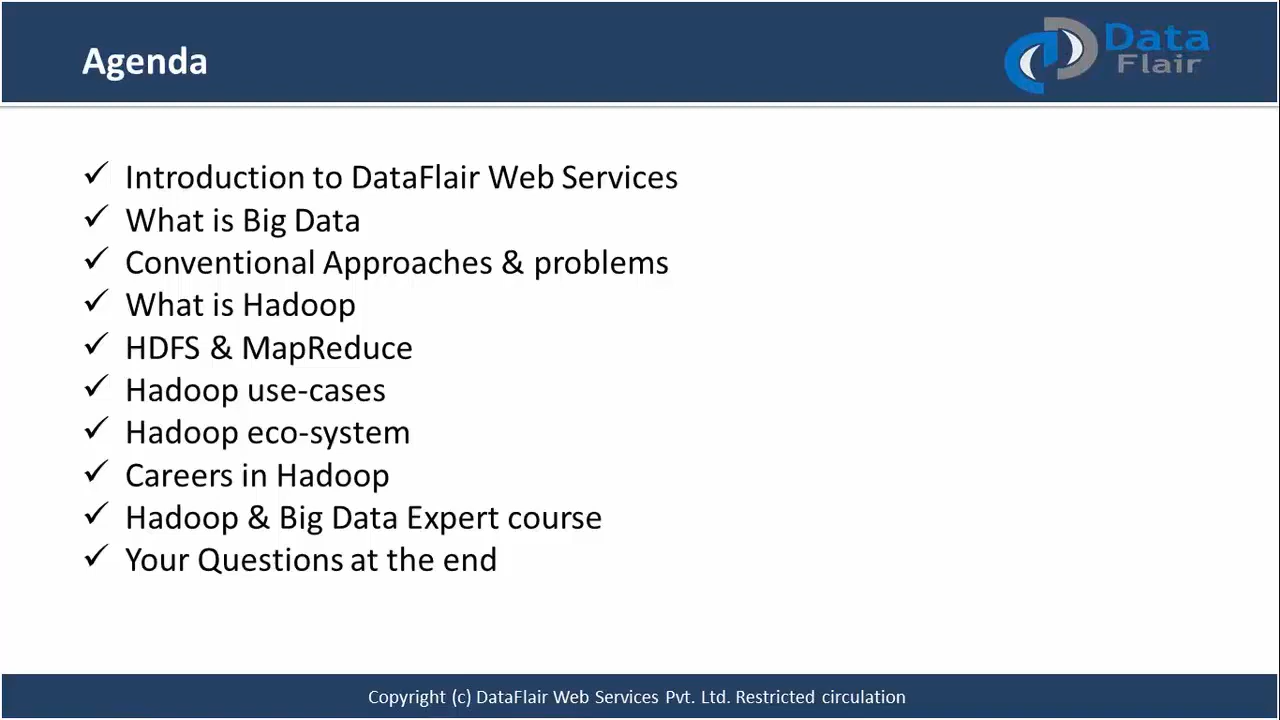 Agenda
Data
Flair
Introduction to DataFlair Web Services
What is Big Data
Conventional Approaches & problems
What is Hadoop
HDFS & MapReduce
Hadoop use-cases
Hadoop eco-system
Careers in Hadoop
Hadoop & Big Data Expert course
Your Questions at the end
Copyright (c) DataFlair Web Services Pvt. Ltd. Restricted circulation